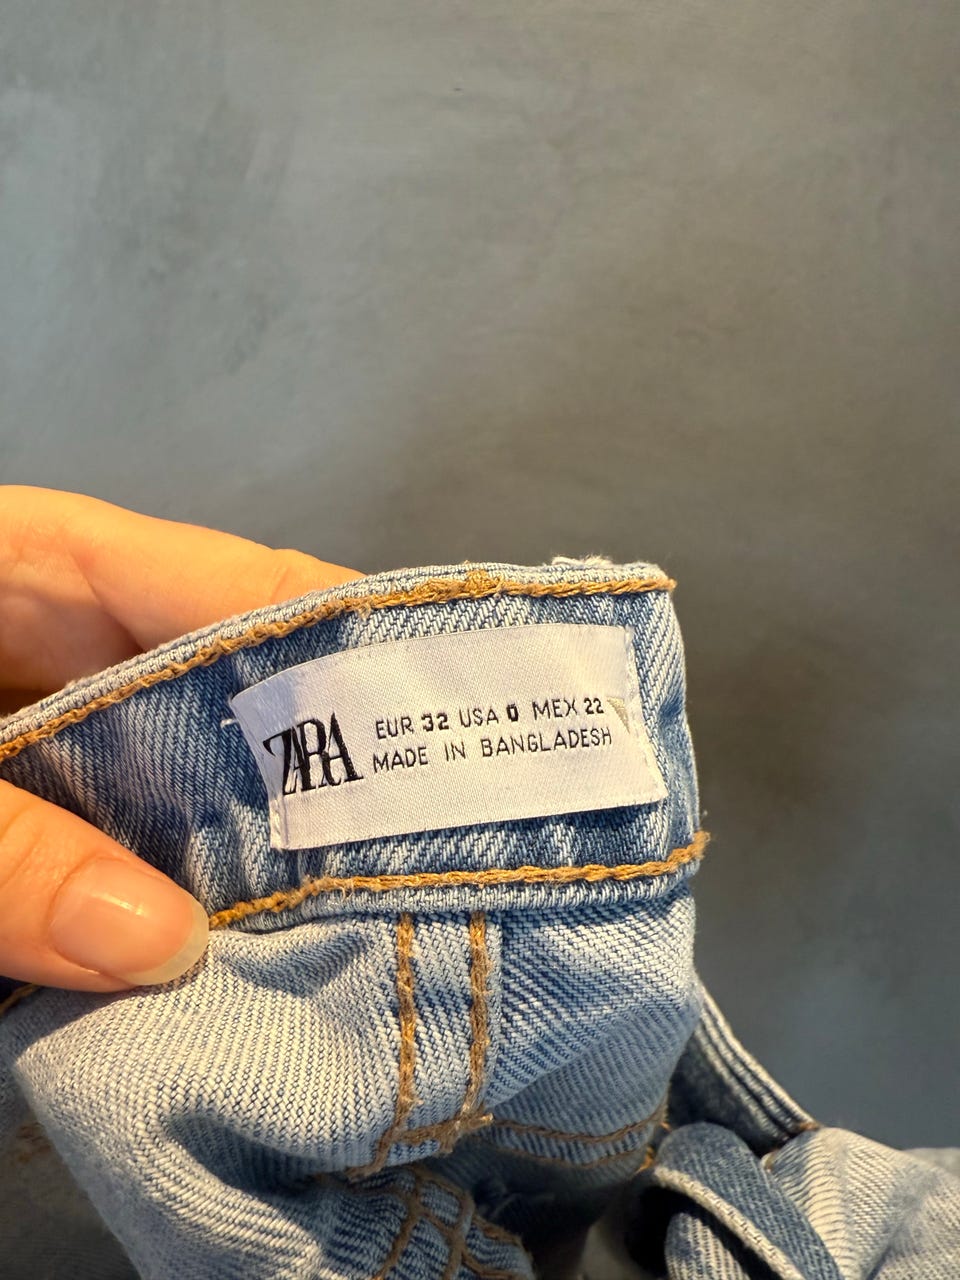 ZARA
EUR 32 USA 0 MEX 22
MADE IN BANGLADESH